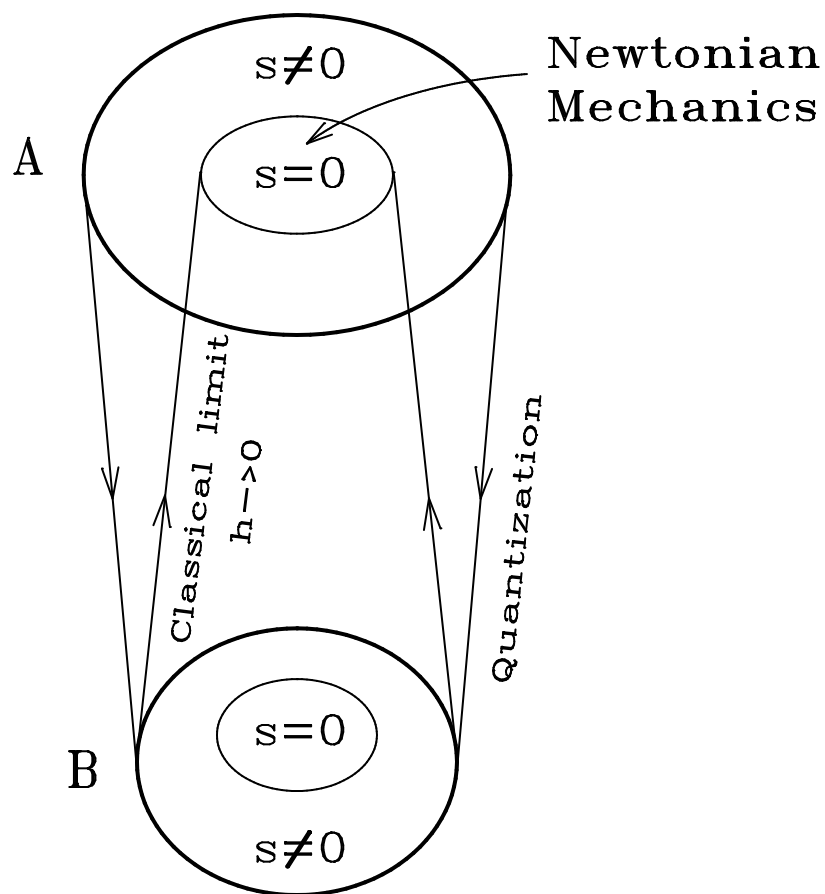 s≠0
Newtonian
Mechanics
A
s=0
Classical limit
h−>0
Quantization
B
s=0
s≠0